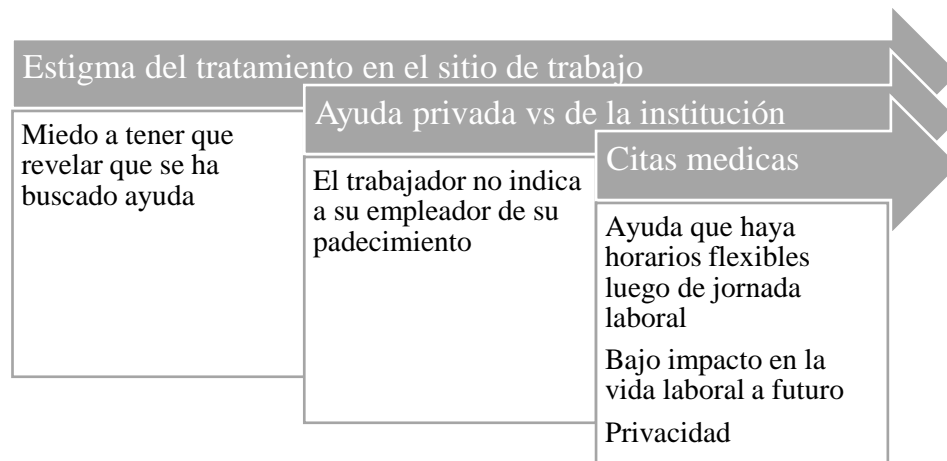 Estigma del tratamiento en el sitio de trabajo
Miedo a tener que
revelar que se ha
buscado ayuda
Ayuda privada vs de la institución
El trabajador no indica
a su empleador de su
padecimiento
Citas medicas
Ayuda que haya
horarios flexibles
luego de jornada
laboral
Bajo impacto en la
vida laboral a futuro
Privacidad